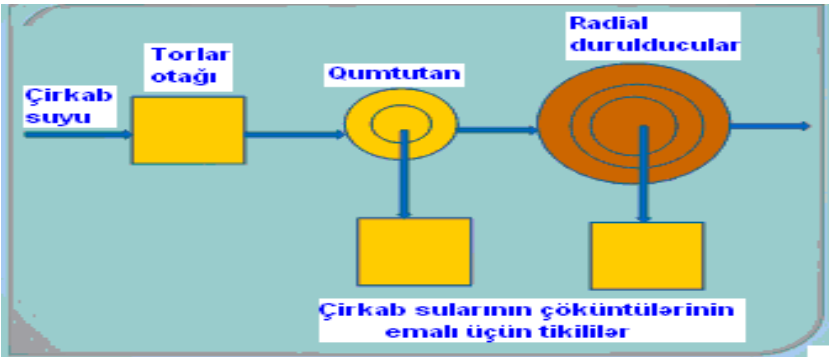 Radial
durulducular
Torlar
otağı
Qumtutan
Çirkab
suyu
Çirkab sularının çöküntülərinin
emalı üçün tikililər